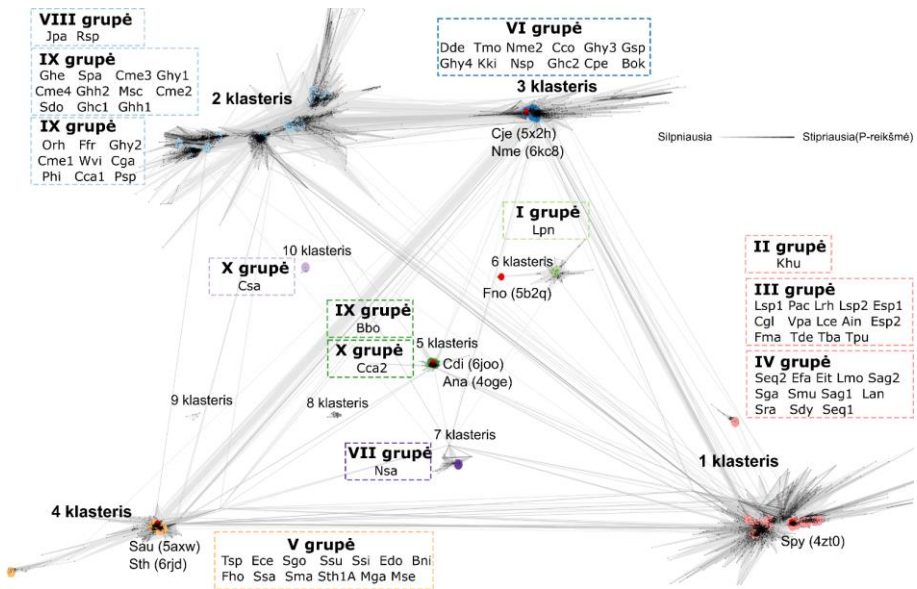 VIII grupė
Jpa Rsp
IX grupė
Ghe Spa Cme3 Ghy1
Cme4 Ghh2 Msc Cme2
Sdo Ghc1 Ghh1
IX grupė
Orh Ffr Ghy2
Cme1 Wvi Cga
Phi Cca1 Psp
2 klasteris
VI grupė
Dde Tmo Nme2 Cco Ghy3 Gsp
Ghy4 Kki Nsp Ghc2 Cpe Bok
3 klasteris
Cje (5x2h)
Nme (6kc8)
Silpniausia
Stipriausia(P-reikšmė)
I grupė
Lpn
6 klasteris
Fno (5b2q)
10 klasteris
X grupė
Csa
II grupė
Khu
III grupė
Lsp1 Pac Lrh Lsp2 Esp1
Cgl Vpa Lce Ain Esp2
Fma Tde Tba Tpu
IV grupė
Seq2 Efa Eit Lmo Sag2
Sga Smu Sag1 Lan
Sra Sdy Seq1
IX grupė
Bbo
X grupė
Cca2
5 klasteris
Cdi (6joo)
Ana (4oge)
9 klasteris
8 klasteris
7 klasteris
VII grupė
Nsa
1 klasteris
Spy (4zt0)
4 klasteris
Sau (5axw)
Sth (6rjd)
V grupė
Tsp Ece Sgo Ssu Ssi Edo Bni
Fho Ssa Sma Sth1A Mga Mse